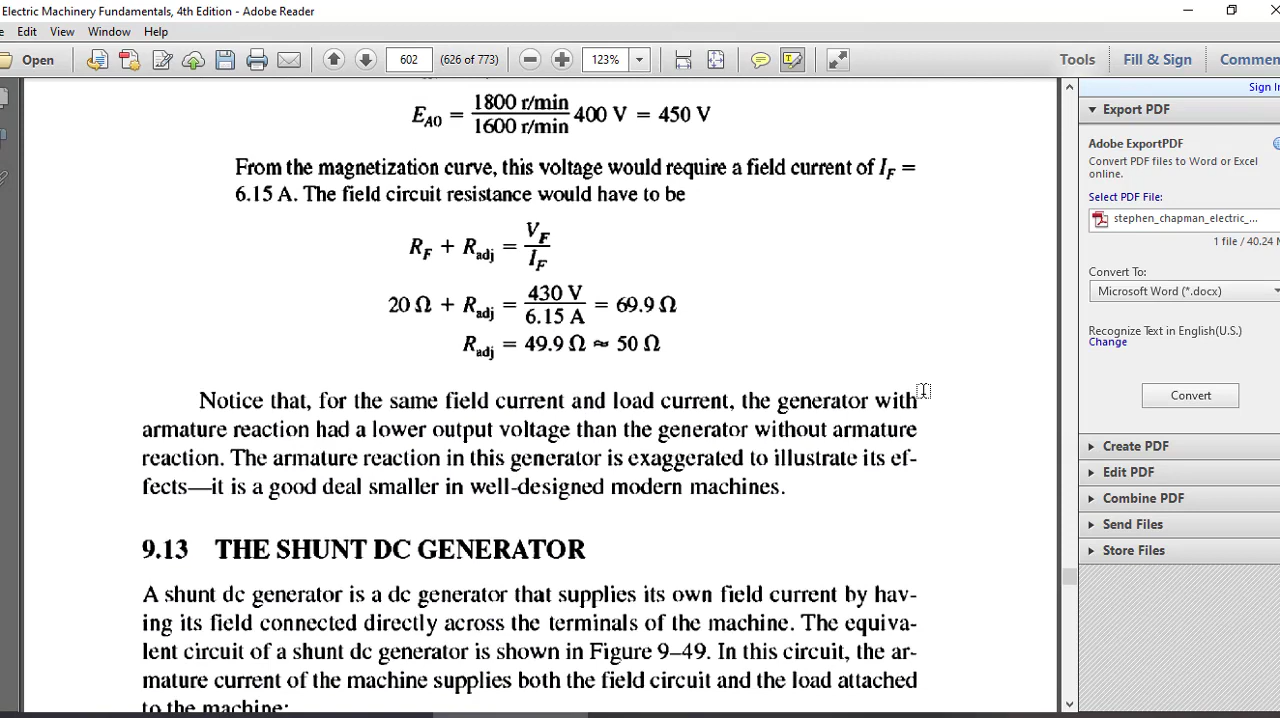 Electric Machinery Fundamentals, 4th Edition - Adobe Reader
Edit View Window Help
Open 602 (626 of 773) 123% Tools Fill & Sign
Sign In
E_A0 = 1800 r/min / 1600 r/min 400 V = 450 V
From the magnetization curve, this voltage would require a field current of I_F =
6.15 A. The field circuit resistance would have to be
R_F + R_adj = V_F / I_F
20 Ω + R_adj = 430 V / 6.15 A = 69.9 Ω
R_adj = 49.9 Ω ≈ 50 Ω
Notice that, for the same field current and load current, the generator with
armature reaction had a lower output voltage than the generator without armature
reaction. The armature reaction in this generator is exaggerated to illustrate its ef-
fects—it is a good deal smaller in well-designed modern machines.
9.13 THE SHUNT DC GENERATOR
A shunt dc generator is a dc generator that supplies its own field current by hav-
ing its field connected directly across the terminals of the machine. The equiva-
lent circuit of a shunt dc generator is shown in Figure 9–49. In this circuit, the ar-
mature current of the machine supplies both the field circuit and the load attached
to the machine:
Export PDF
Adobe ExportPDF
Convert PDF files to Word or Excel
online.
Select PDF File:
stephen_chapman_electric_...
1 file / 40.24 M
Convert To:
Microsoft Word (*.docx)
Recognize Text in English(U.S.)
Change
Convert
Create PDF
Edit PDF
Combine PDF
Send Files
Store Files